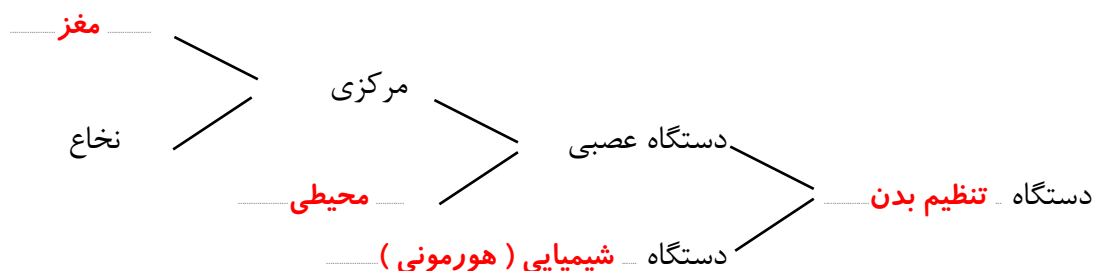 مغز
مرکزی
نخاع
دستگاه عصبی
دستگاه تنظیم بدن
محیطی
دستگاه شیمیایی ( هورمونی )